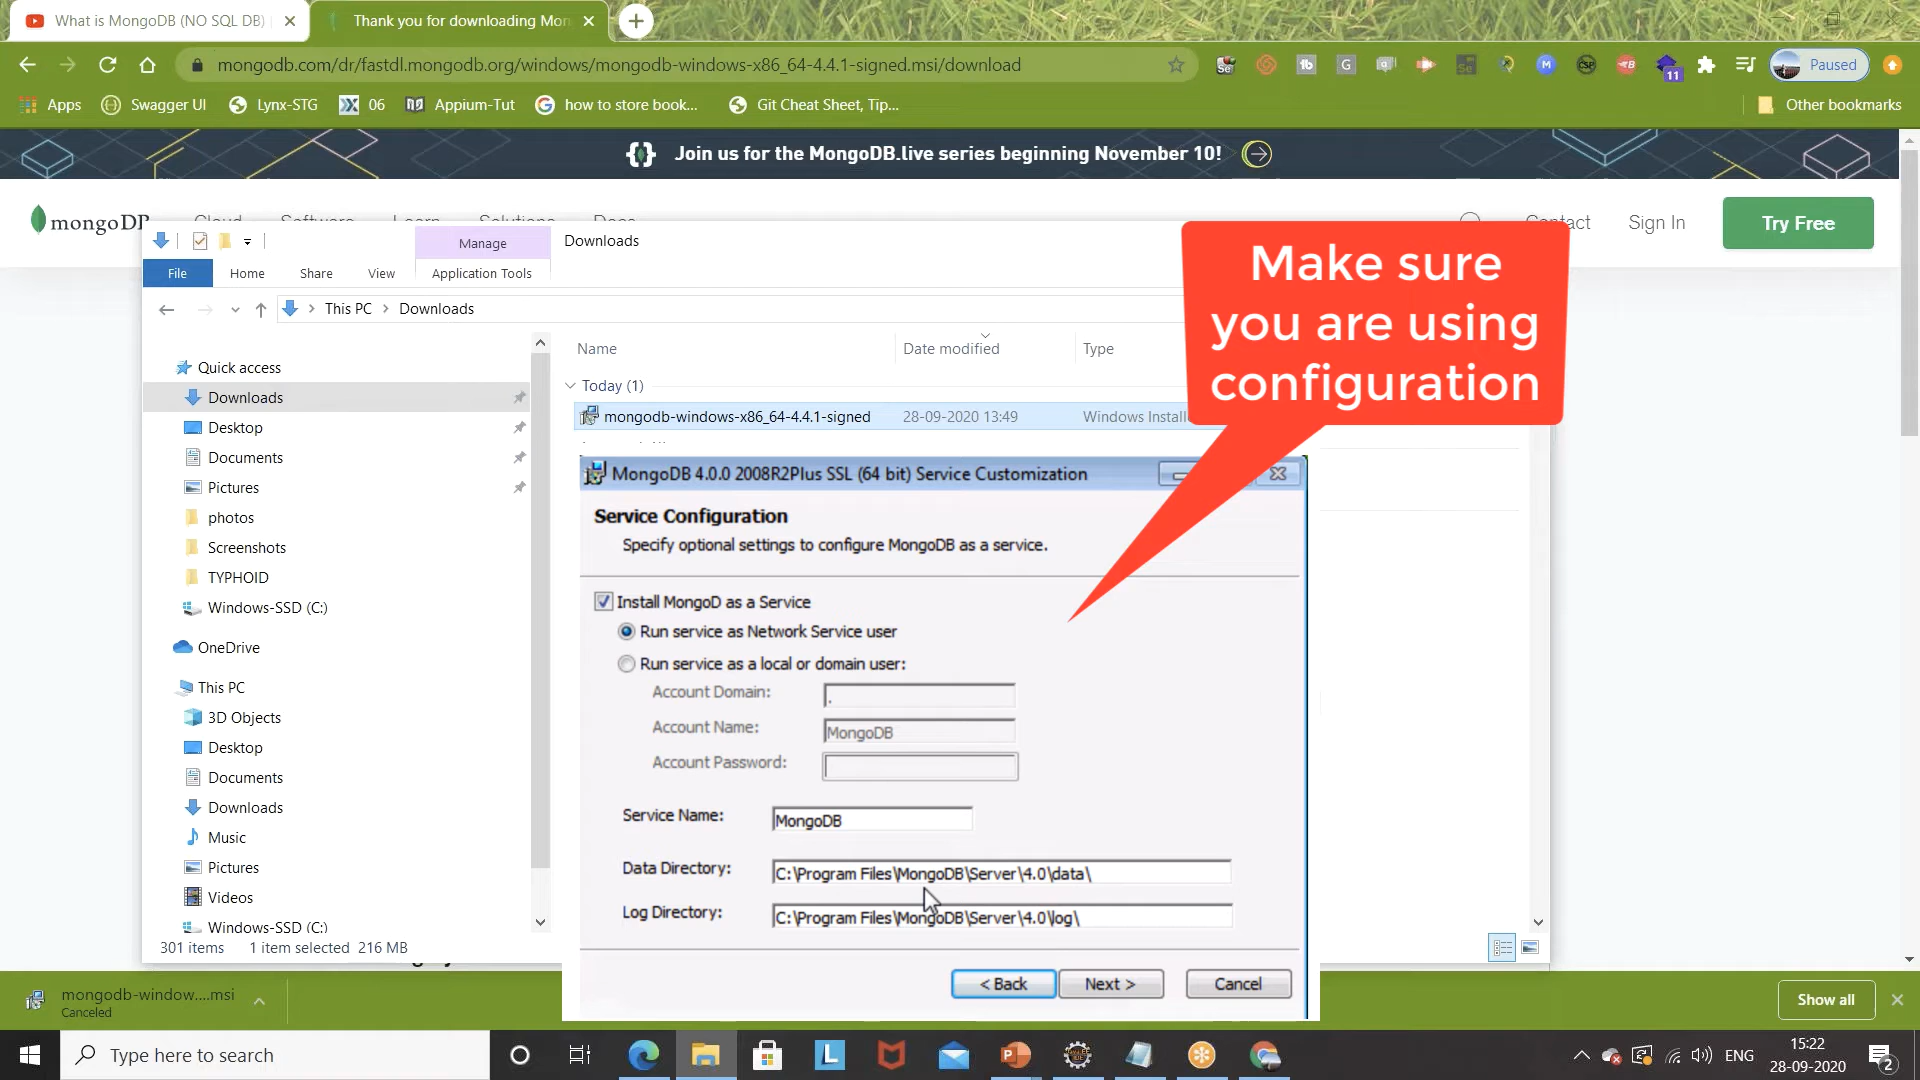 What is MongoDB (NO SQL DB)
Thank you for downloading Mon
mongodb.com/dr/fastdl.mongodb.org/windows/mongodb-windows-x86_64-4.4.1-signed.msi/download
Paused
11
Apps
Swagger UI
Lynx-STG
06
Appium-Tut
how to store book...
Git Cheat Sheet, Tip...
Other bookmarks
Join us for the MongoDB.live series beginning November 10!
mongoDB
Cloud
Software
Learn
Solutions
Docs
Contact
Sign In
Try Free
Manage
Downloads
File
Home
Share
View
Application Tools
This PC
Downloads
Make sure
you are using
configuration
Name
Date modified
Type
Quick access
Downloads
Desktop
Documents
Pictures
photos
Screenshots
TYPHOID
Windows-SSD (C:)
OneDrive
This PC
3D Objects
Desktop
Documents
Downloads
Music
Pictures
Videos
Windows-SSD (C:)
Today (1)
mongodb-windows-x86_64-4.4.1-signed
28-09-2020 13:49
Windows Install
MongoDB 4.0.0 2008R2Plus SSL (64 bit) Service Customization
Service Configuration
Specify optional settings to configure MongoDB as a service.
Install MongoD as a Service
Run service as Network Service user
Run service as a local or domain user:
Account Domain:
.
Account Name:
MongoDB
Account Password:
Service Name:
MongoDB
Data Directory:
C:\Program Files\MongoDB\Server\4.0\data\
Log Directory:
C:\Program Files\MongoDB\Server\4.0\log\
< Back
Next >
Cancel
301 items
1 item selected
216 MB
mongodb-window....msi
Canceled
Show all
Type here to search
ENG
15:22
28-09-2020
2